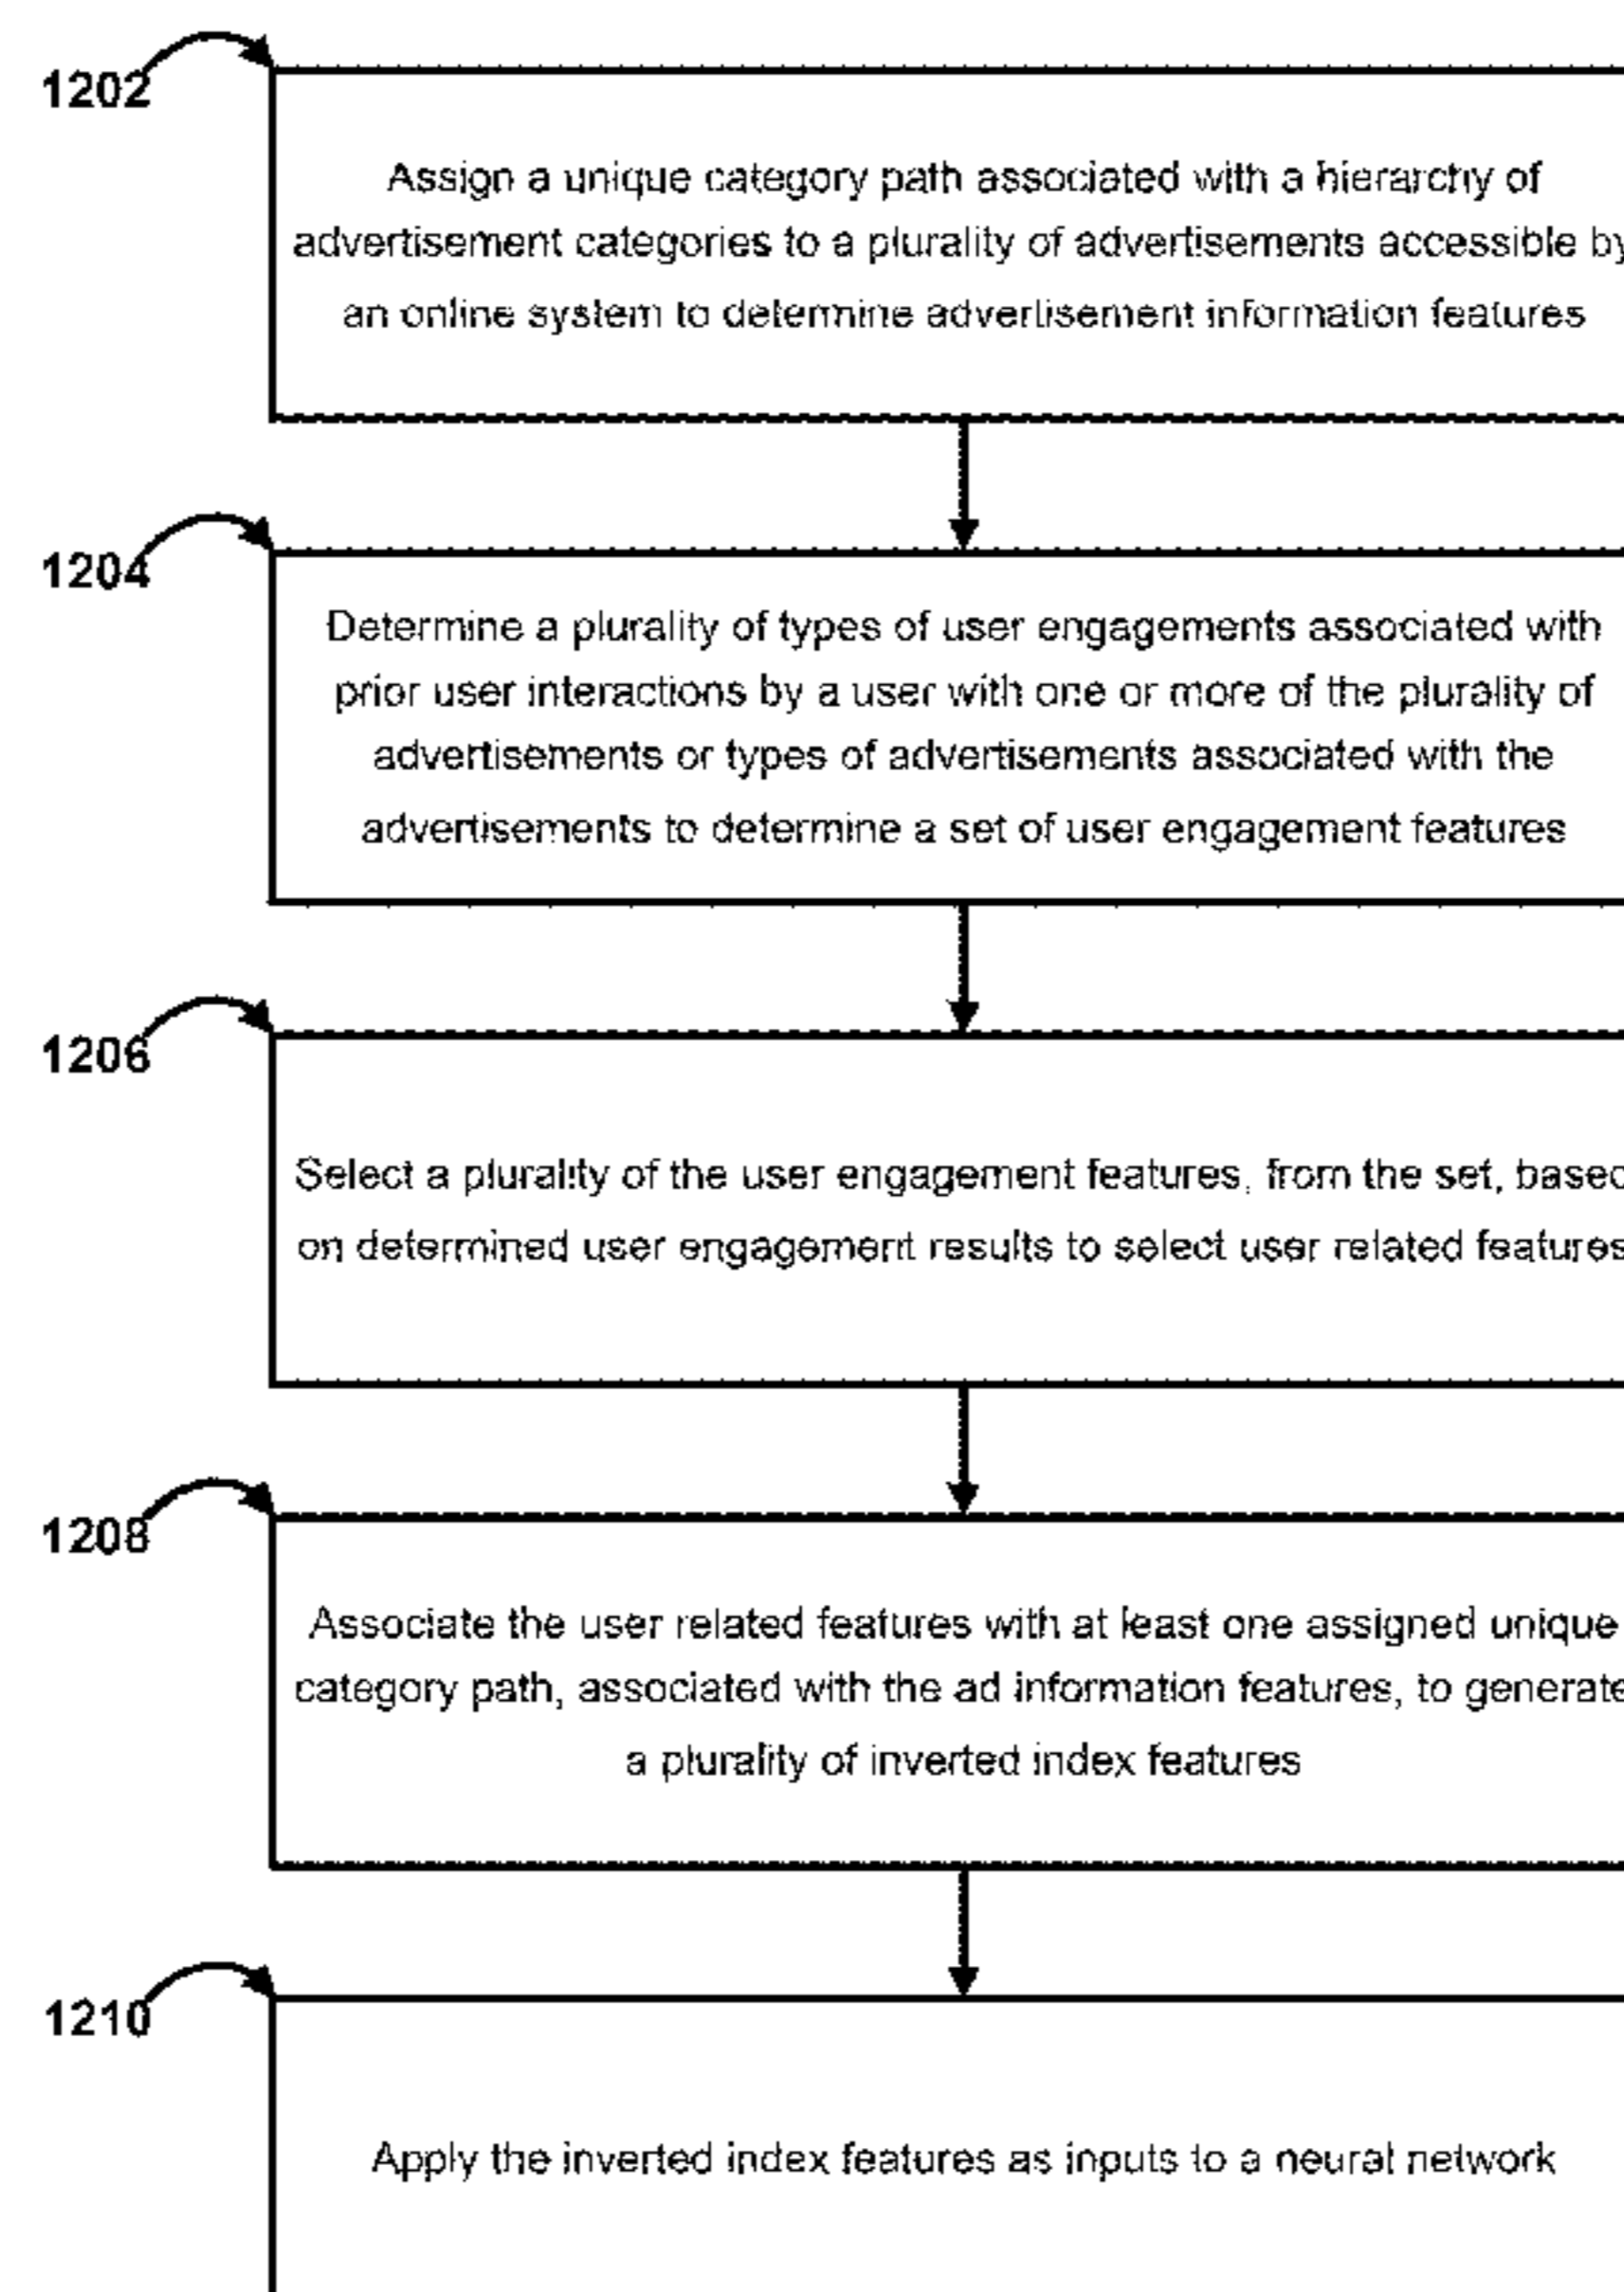 1202
Assign a unique category path associated with a hierarchy of
advertisement categories to a plurality of advertisements accessible by
an online system to determine advertisement information features
1204
Determine a plurality of types of user engagements associated with
prior user interactions by a user with one or more of the plurality of
advertisements or types of advertisements associated with the
advertisements to determine a set of user engagement features
1206
Select a plurality of the user engagement features, from the set, based
on determined user engagement results to select user related features
1208
Associate the user related features with at least one assigned unique
category path, associated with the ad information features, to generate
a plurality of inverted index features
1210
Apply the inverted index features as inputs to a neural network